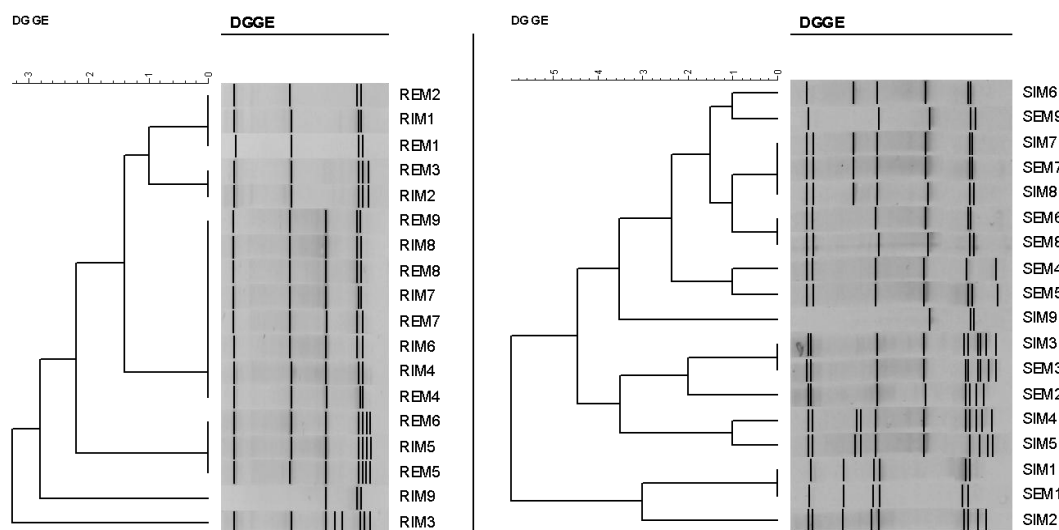 DGGE
DGGE
3
2
1
0
REM2
RIM1
REM1
REM3
RIM2
REM9
RIM8
REM8
RIM7
REM7
RIM6
RIM4
REM4
REM6
RIM5
REM5
RIM9
RIM3
DGGE
DGGE
5
4
3
2
1
0
SIM6
SEM9
SIM7
SEM7
SIM8
SEM6
SEM8
SEM4
SEM5
SIM9
SIM3
SEM3
SEM2
SIM4
SIM5
SIM1
SEM1
SIM2